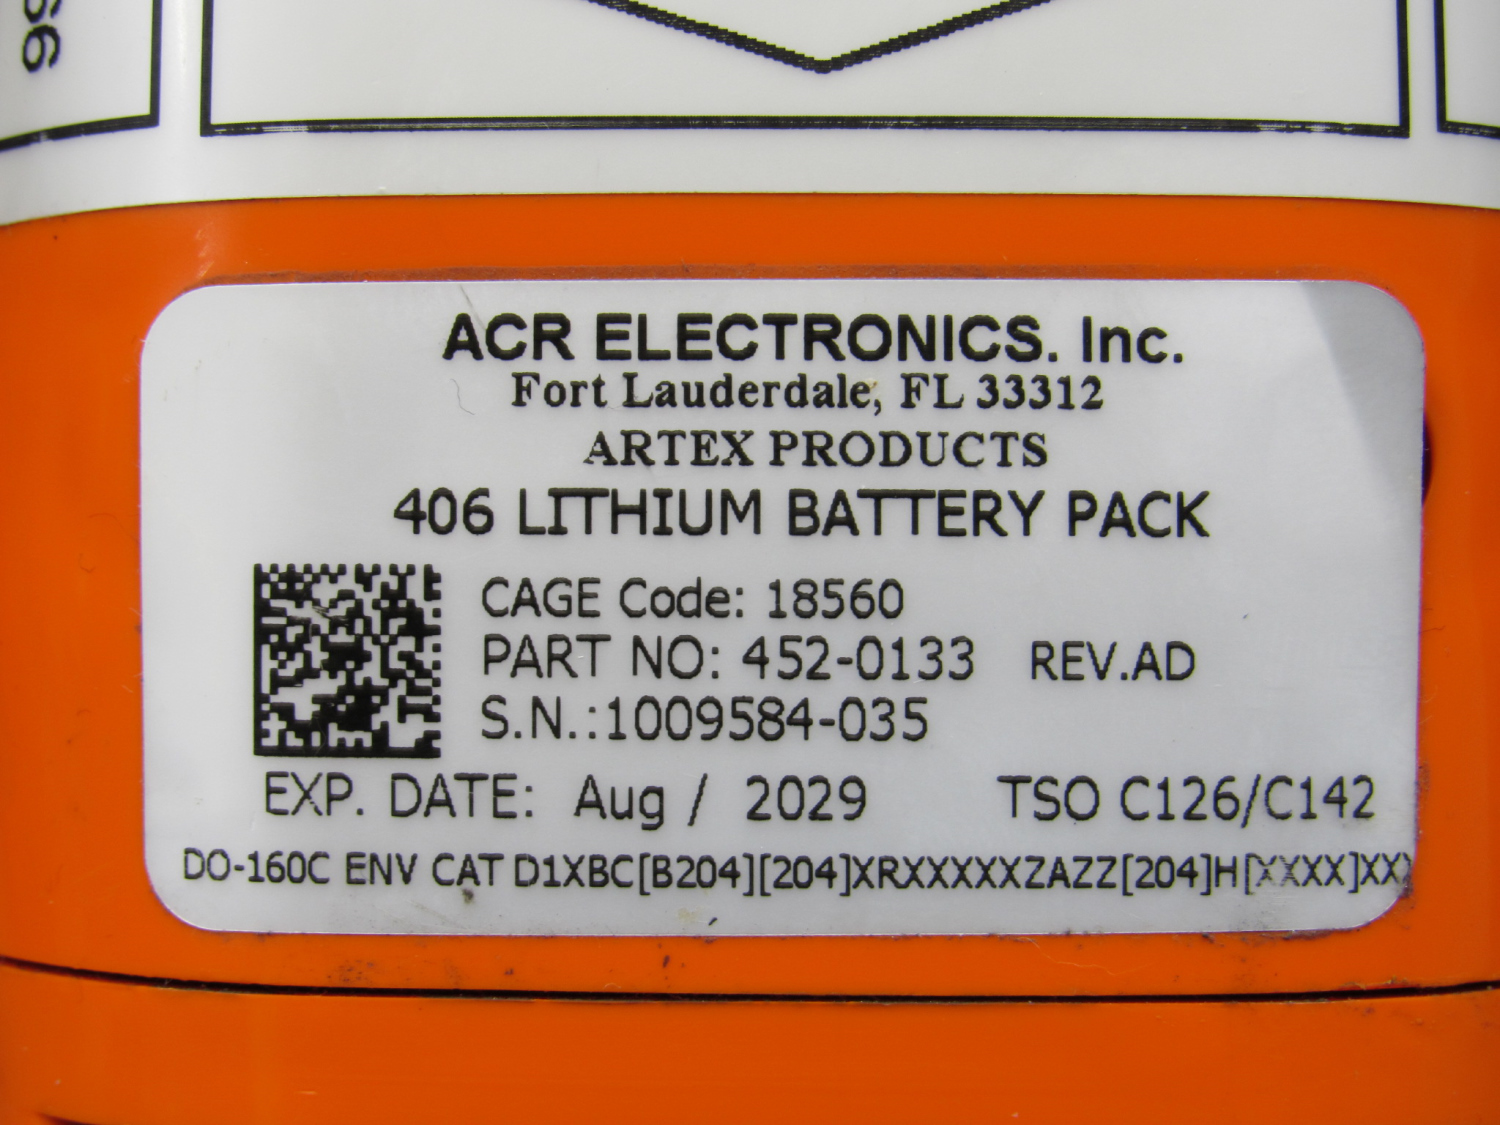 ACR ELECTRONICS. Inc.
Fort Lauderdale, FL 33312
ARTEX PRODUCTS
406 LITHIUM BATTERY PACK
CAGE Code: 18560
PART NO: 452-0133 REV.AD
S.N.:1009584-035
EXP. DATE: Aug / 2029 TSO C126/C142
DO-160C ENV CAT D1XBC[B204][204]XRXXXXXZAZZ[204]H[XXXX]XXX